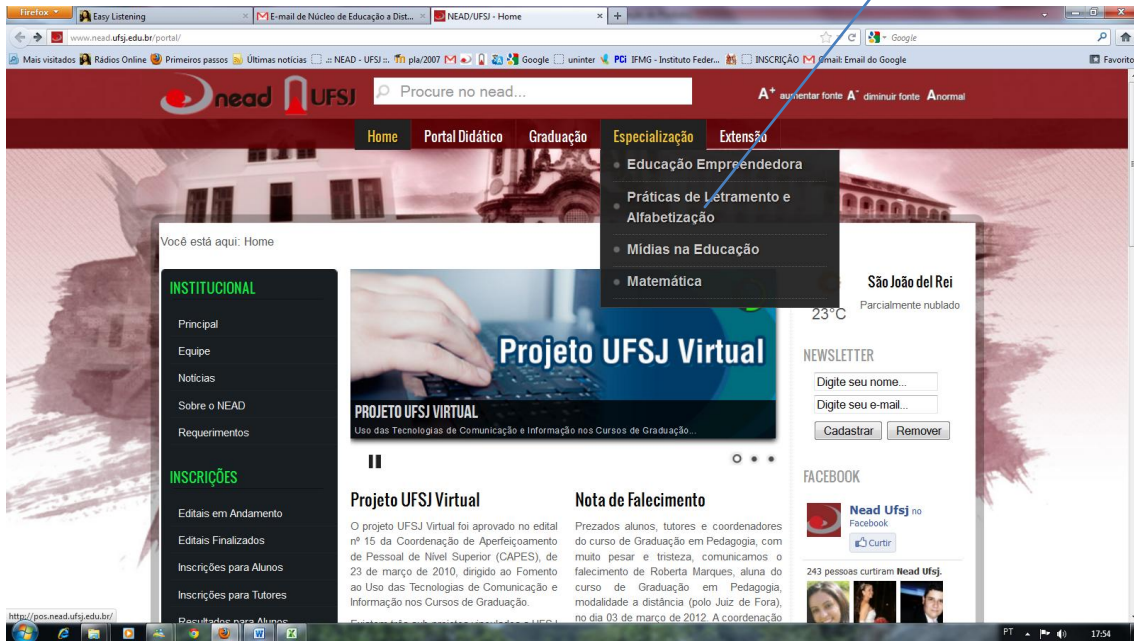 Firefox
Easy Listening
E-mail de Núcleo de Educação a Dist...
NEAD/UFSJ - Home
www.nead.ufsj.edu.br/portal/
Google
Mais visitados
Rádios Online
Primeiros passos
Últimas notícias
.:: NEAD - UFSJ ::.
pla/2007
Google
uninter
PCi IFMG - Instituto Feder...
INSCRIÇÃO
Gmail: Email do Google
Favorito
nead UFSJ
Procure no nead...
A+ aumentar fonte A- diminuir fonte Anormal
Home
Portal Didático
Graduação
Especialização
Extensão
Educação Empreendedora
Práticas de Letramento e
Alfabetização
Mídias na Educação
Matemática
Você está aqui: Home
INSTITUCIONAL
Principal
Equipe
Notícias
Sobre o NEAD
Requerimentos
INSCRIÇÕES
Editais em Andamento
Editais Finalizados
Inscrições para Alunos
Inscrições para Tutores
Resultados para Alunos
Projeto UFSJ Virtual
PROJETO UFSJ VIRTUAL
Uso das Tecnologias de Comunicação e Informação nos Cursos de Graduação...
Projeto UFSJ Virtual
O projeto UFSJ Virtual foi aprovado no edital
nº 15 da Coordenação de Aperfeiçoamento
de Pessoal de Nível Superior (CAPES), de
23 de março de 2010, dirigido ao Fomento
ao Uso das Tecnologias de Comunicação e
Informação nos Cursos de Graduação.
Nota de Falecimento
Prezados alunos, tutores e coordenadores
do curso de Graduação em Pedagogia, com
muito pesar e tristeza, comunicamos o
falecimento de Roberta Marques, aluna do
curso de Graduação em Pedagogia,
modalidade a distância (polo Juiz de Fora),
no dia 03 de março de 2012. A coordenação
São João del Rei
Parcialmente nublado
23°C
NEWSLETTER
Digite seu nome...
Digite seu e-mail...
Cadastrar
Remover
FACEBOOK
Nead Ufsj no
Facebook
Curtir
243 pessoas curtiram Nead Ufsj.
http://pos.nead.ufsj.edu.br/
PT
17:54